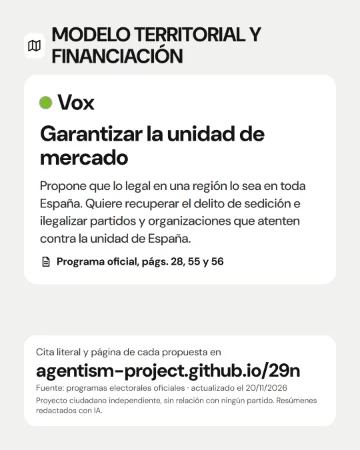 MODELO TERRITORIAL Y
FINANCIACIÓN
Vox
Garantizar la unidad de
mercado
Propone que lo legal en una región lo sea en toda
España. Quiere recuperar el delito de sedición e
ilegalizar partidos y organizaciones que atenten
contra la unidad de España.
Programa oficial, págs. 28, 55 y 56
Cita literal y página de cada propuesta en
agentism-project.github.io/29n
Fuente: programas electorales oficiales · actualizado el 20/11/2026
Proyecto ciudadano independiente, sin relación con ningún partido. Resúmenes
redactados con IA.